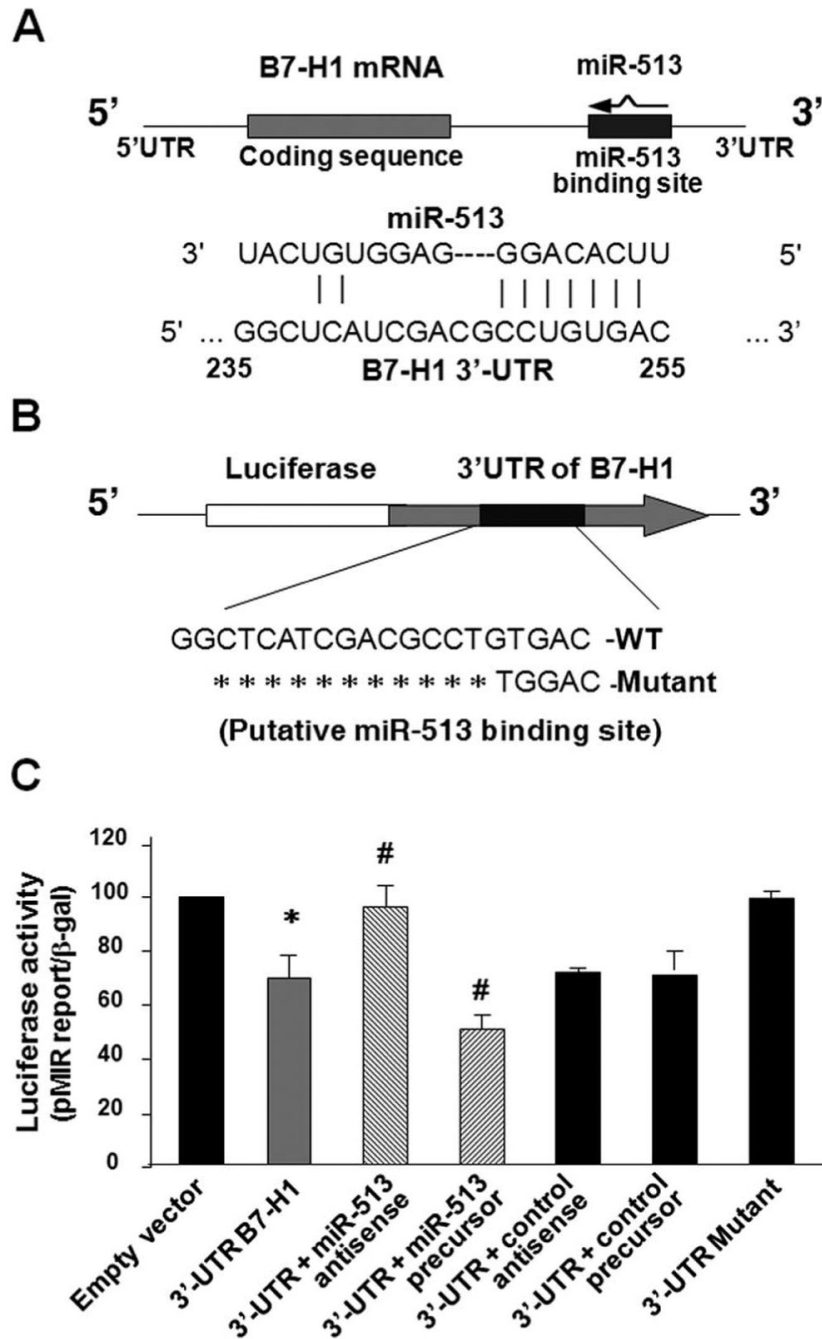 A
B7-H1 mRNA
miR-513
5’
3’
5’UTR
Coding sequence
miR-513
binding site
3’UTR
miR-513
3' UACUGUGGAG----GGACACUU 5'
5' ... GGCUCAUCGACGCCUGUGAC ... 3'
235
B7-H1 3’-UTR
255
B
Luciferase
3’UTR of B7-H1
5’
3’
GGCTCATCGACGCCTGTGAC -WT
* * * * * * * * * * * TGGAC -Mutant
(Putative miR-513 binding site)
C
Luciferase activity
(pMIR report/β-gal)
120
100
80
60
40
20
0
*
#
#
Empty vector
3’-UTR B7-H1
3’-UTR + miR-513
antisense
3’-UTR + miR-513
precursor
3’-UTR + control
antisense
3’-UTR + control
precursor
3’-UTR Mutant